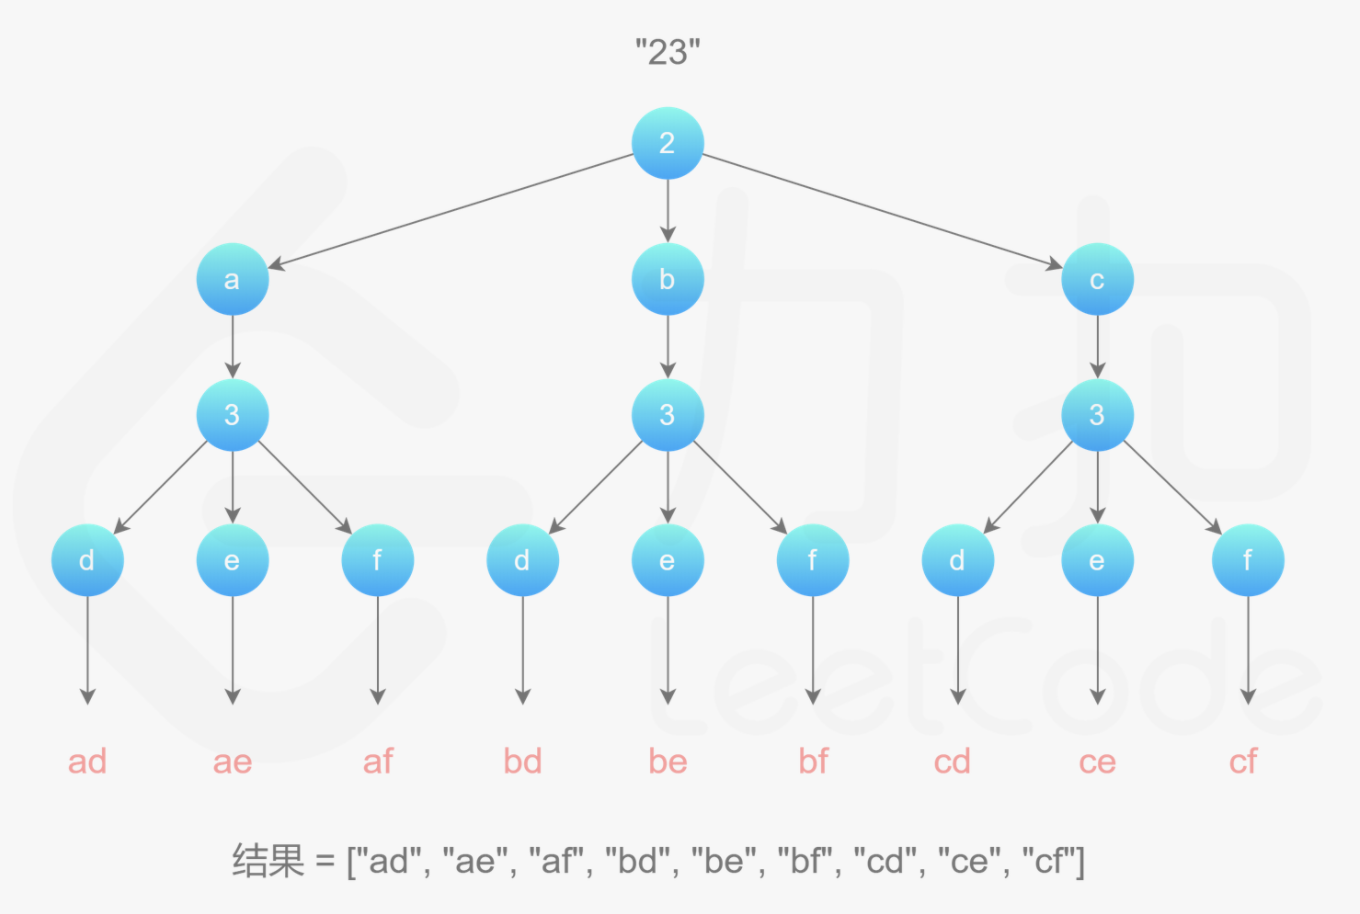 "23"
2
a b c
3 3 3
d e f d e f d e f
ad ae af bd be bf cd ce cf
结果 = ["ad", "ae", "af", "bd", "be", "bf", "cd", "ce", "cf"]
力扣
LeetCode